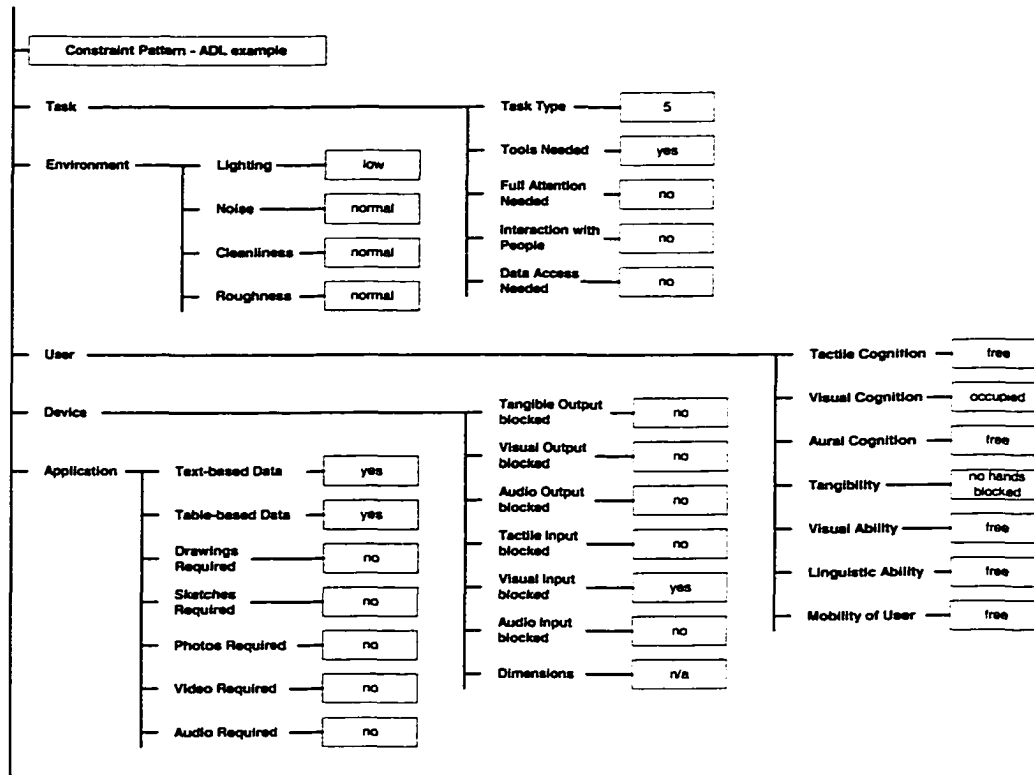 Constraint Pattern - ADL example
Task
Task Type
5
Tools Needed
yes
Full Attention
Needed
no
Interaction with
People
no
Data Access
Needed
no
Environment
Lighting
low
Noise
normal
Cleanliness
normal
Roughness
normal
User
Tactile Cognition
free
Visual Cognition
occupied
Aural Cognition
free
Tangibility
no hands
blocked
Visual Ability
free
Linguistic Ability
free
Mobility of User
free
Device
Tangible Output
blocked
no
Visual Output
blocked
no
Audio Output
blocked
no
Tactile Input
blocked
no
Visual Input
blocked
yes
Audio Input
blocked
no
Dimensions
n/a
Application
Text-based Data
yes
Table-based Data
yes
Drawings
Required
no
Sketches
Required
no
Photos Required
no
Video Required
no
Audio Required
no